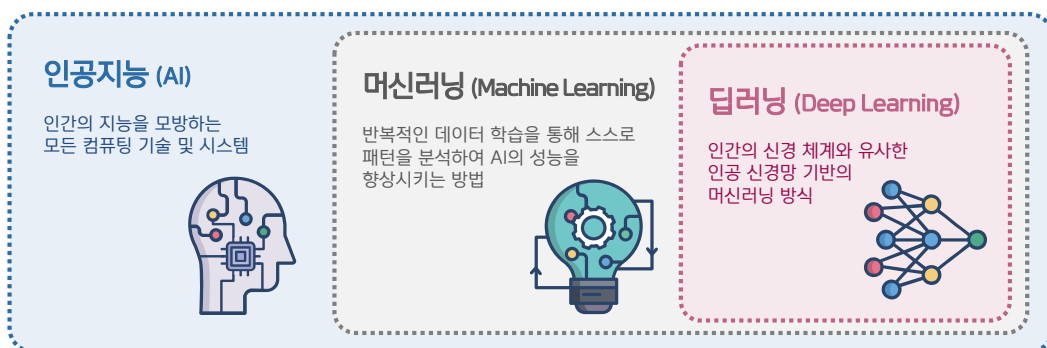 인공지능 (AI)
인간의 지능을 모방하는
모든 컴퓨팅 기술 및 시스템
머신러닝 (Machine Learning)
반복적인 데이터 학습을 통해 스스로
패턴을 분석하여 AI의 성능을
향상시키는 방법
딥러닝 (Deep Learning)
인간의 신경 체계와 유사한
인공 신경망 기반의
머신러닝 방식